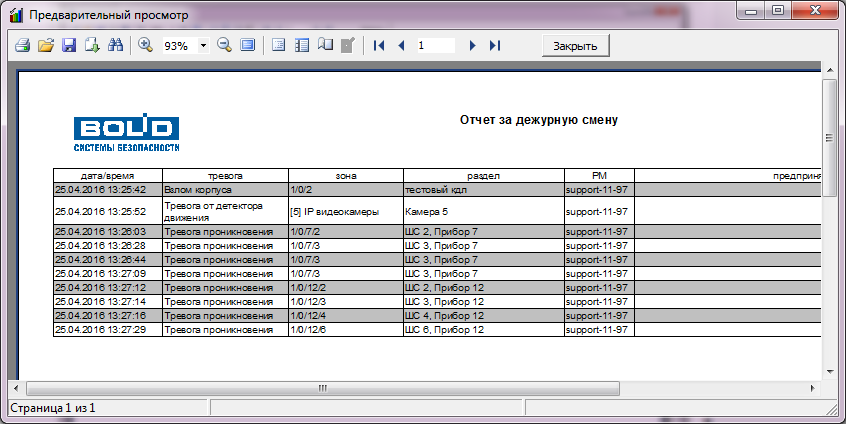 Предварительный просмотр
93% 1 Закрыть
BOLID
СИСТЕМЫ БЕЗОПАСНОСТИ
Отчет за дежурную смену
дата/время тревога зона раздел РМ предприня
25.04.2016 13:25:42 Взлом корпуса 1/0/2 тестовый кдл support-11-97
25.04.2016 13:25:52 Тревога от детектора движения [5] IP видеокамеры Камера 5 support-11-97
25.04.2016 13:26:03 Тревога проникновения 1/0/7/2 ШС 2, Прибор 7 support-11-97
25.04.2016 13:26:28 Тревога проникновения 1/0/7/3 ШС 3, Прибор 7 support-11-97
25.04.2016 13:26:44 Тревога проникновения 1/0/7/3 ШС 3, Прибор 7 support-11-97
25.04.2016 13:27:09 Тревога проникновения 1/0/7/3 ШС 3, Прибор 7 support-11-97
25.04.2016 13:27:12 Тревога проникновения 1/0/12/2 ШС 2, Прибор 12 support-11-97
25.04.2016 13:27:14 Тревога проникновения 1/0/12/3 ШС 3, Прибор 12 support-11-97
25.04.2016 13:27:16 Тревога проникновения 1/0/12/4 ШС 4, Прибор 12 support-11-97
25.04.2016 13:27:29 Тревога проникновения 1/0/12/6 ШС 6, Прибор 12 support-11-97
Страница 1 из 1